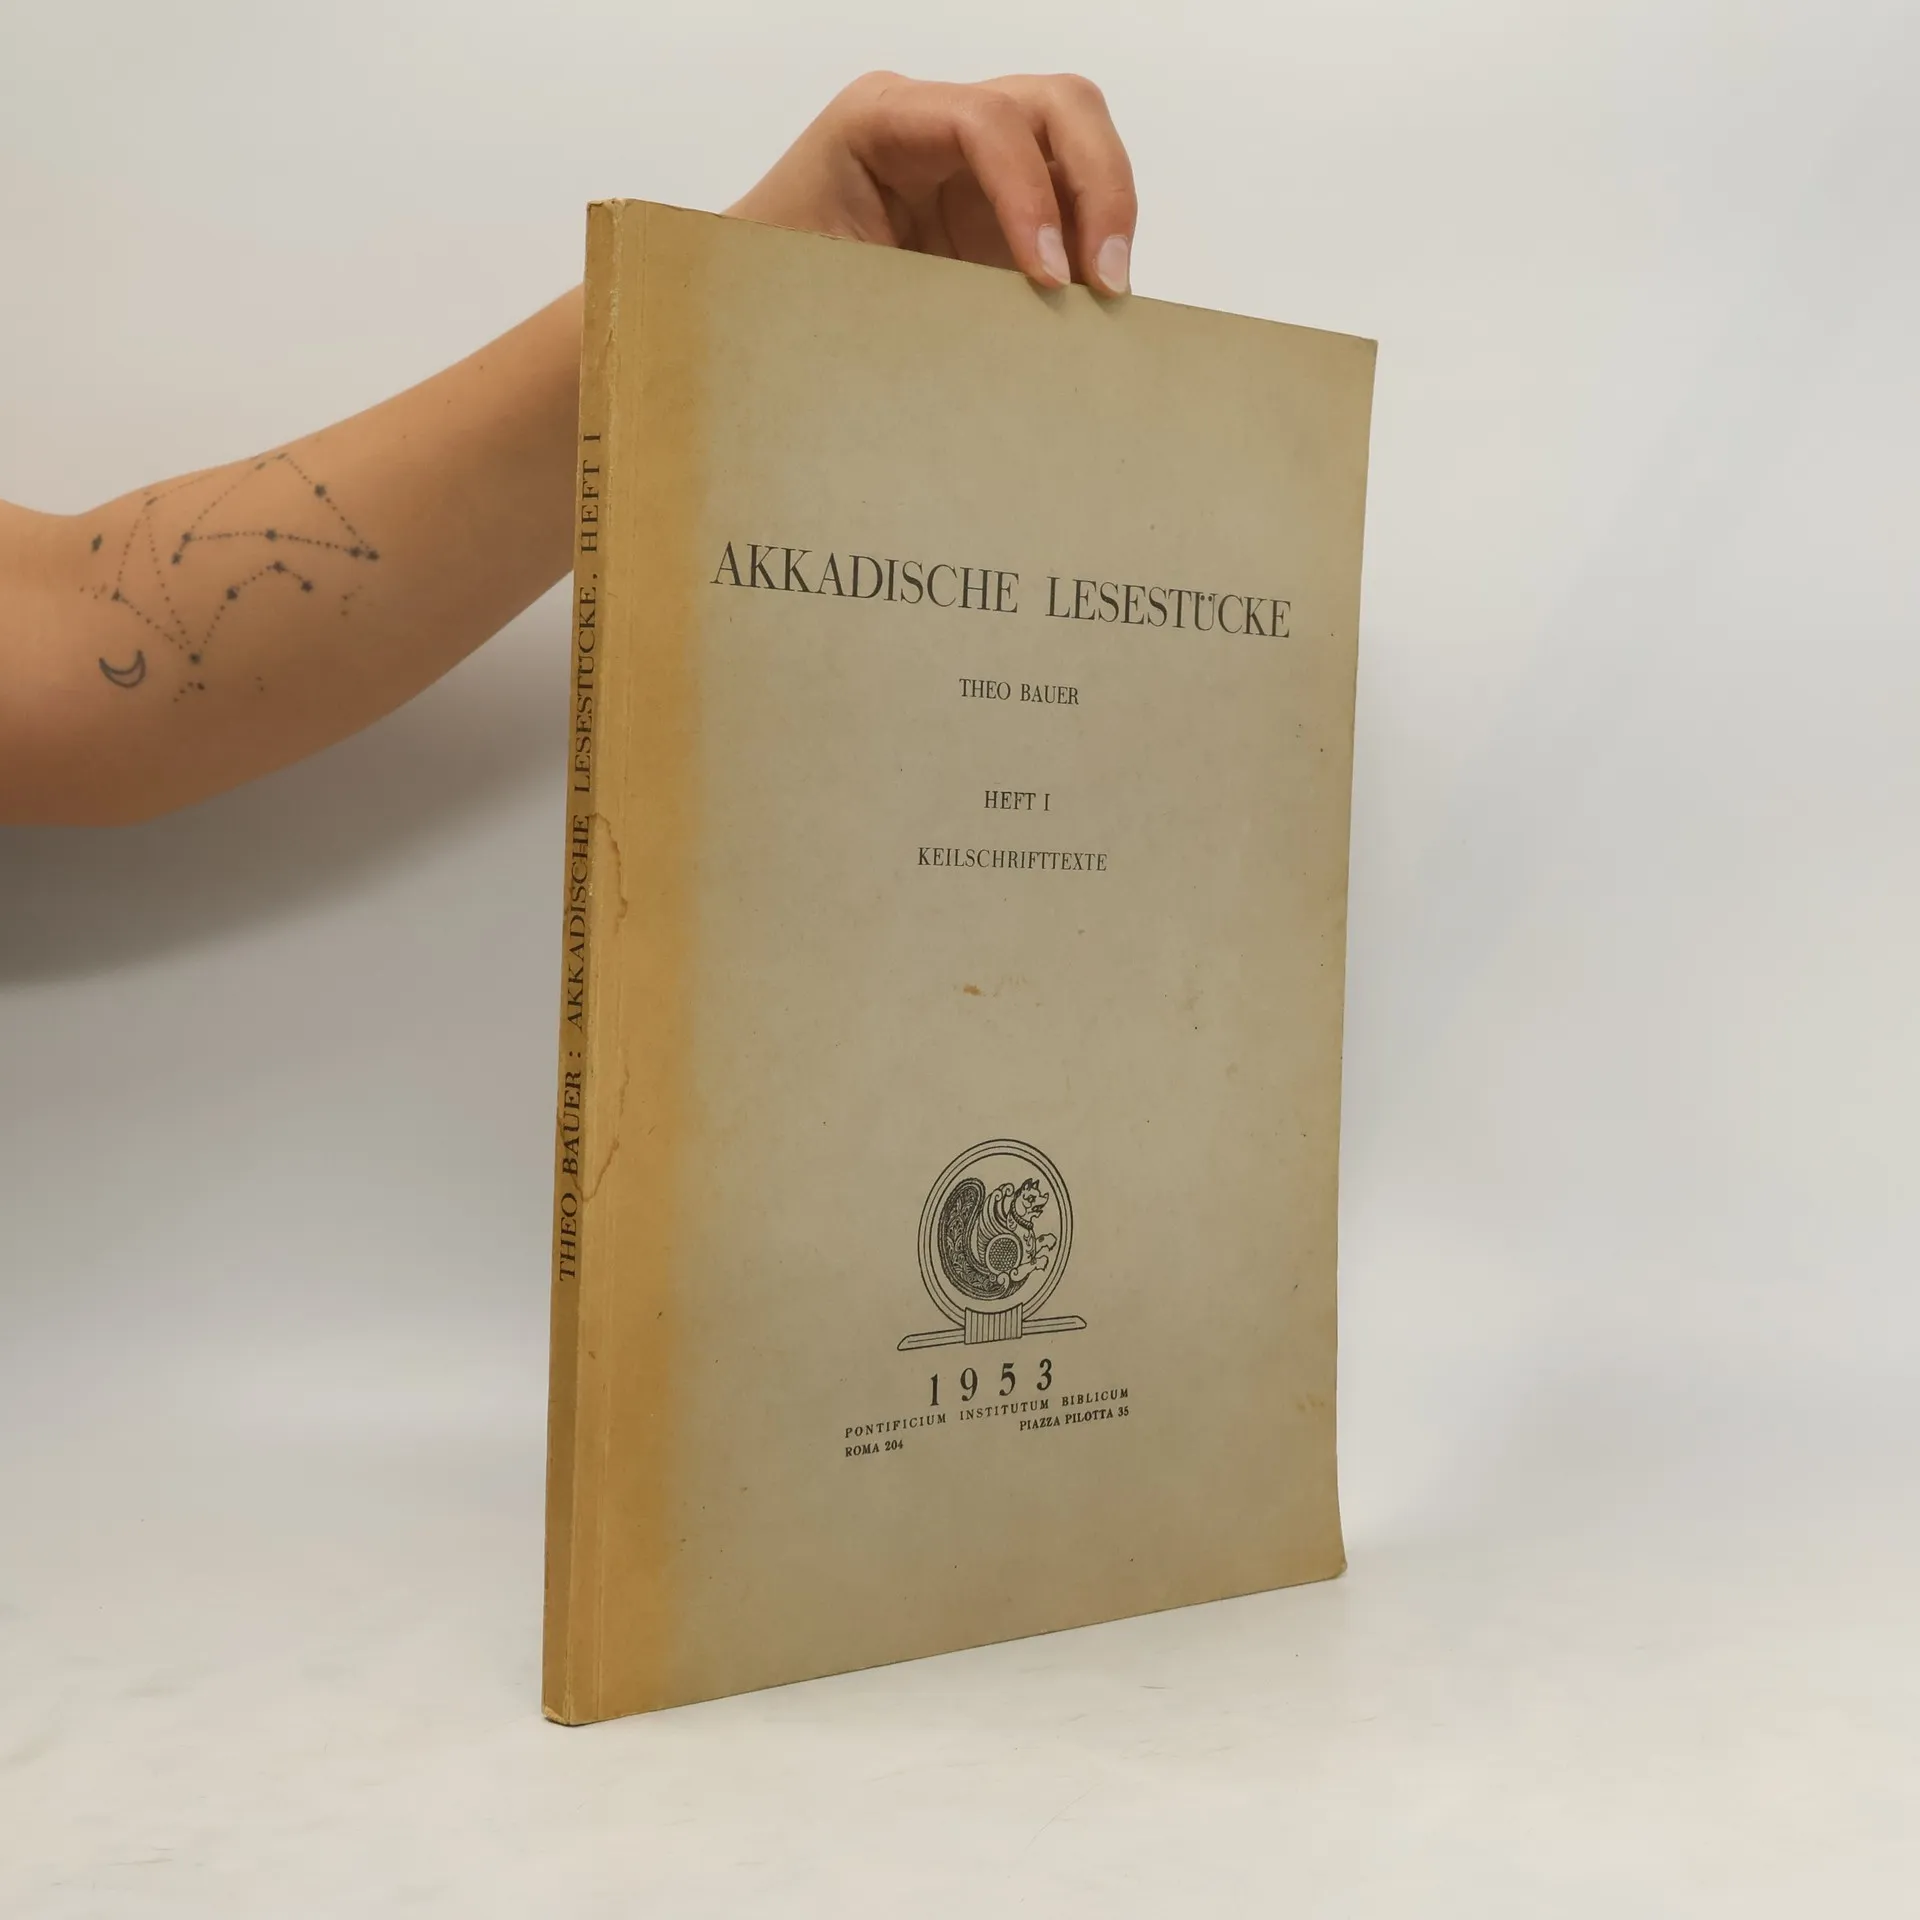 THEO BAUER : AKKADISCHE LESESTÜCKE. HEFT I
AKKADISCHE LESESTÜCKE
THEO BAUER
HEFT I
KEILSCHRIFTTEXTE
1953
PONTIFICIUM INSTITUTUM BIBLICUM
ROMA 204 PIAZZA PILOTTA 35